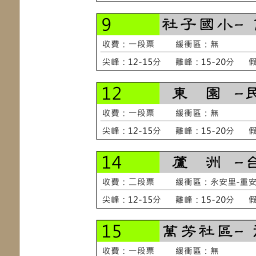 9 社子國小-
收費：一段票 緩衝區：無
尖峰：12-15分 離峰：15-20分
12 東園-民
收費：一段票 緩衝區：無
尖峰：12-15分 離峰：15-20分 假
14 蘆洲-台
收費：二段票 緩衝區：永安里-重安
尖峰：12-15分 離峰：15-20分 假
15 萬芳社區-
收費：一段票 緩衝區：無